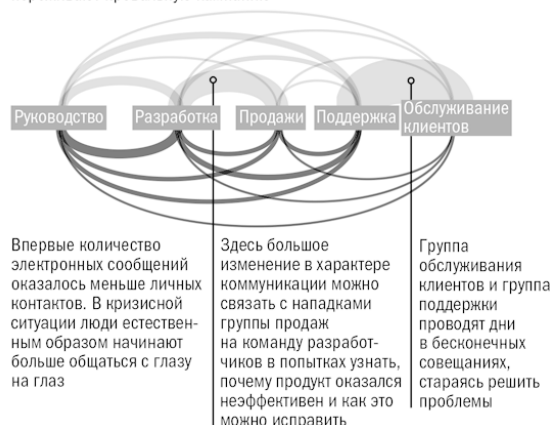 Руководство
Разработка
Продажи
Поддержка
Обслуживание
клиентов
Впервые количество
электронных сообщений
оказалось меньше личных
контактов. В кризисной
ситуации люди естествен-
ным образом начинают
больше общаться с глазу
на глаз
Здесь большое
изменение в характере
коммуникации можно
связать с нападками
группы продаж
на команду разработ-
чиков в попытках узнать,
почему продукт оказался
неэффективен и как это
можно исправить
Группа
обслуживания
клиентов и группа
поддержки
проводят дни
в бесконечных
совещаниях,
стараясь решить
проблемы